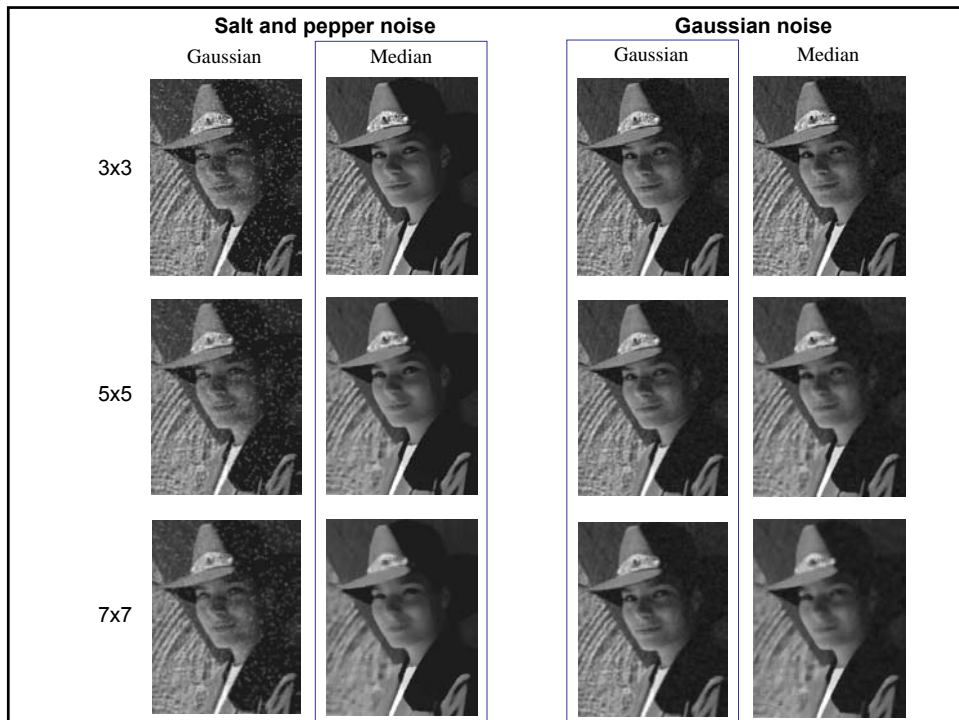 Salt and pepper noise
Gaussian noise
Gaussian
Median
Gaussian
Median
3x3
5x5
7x7